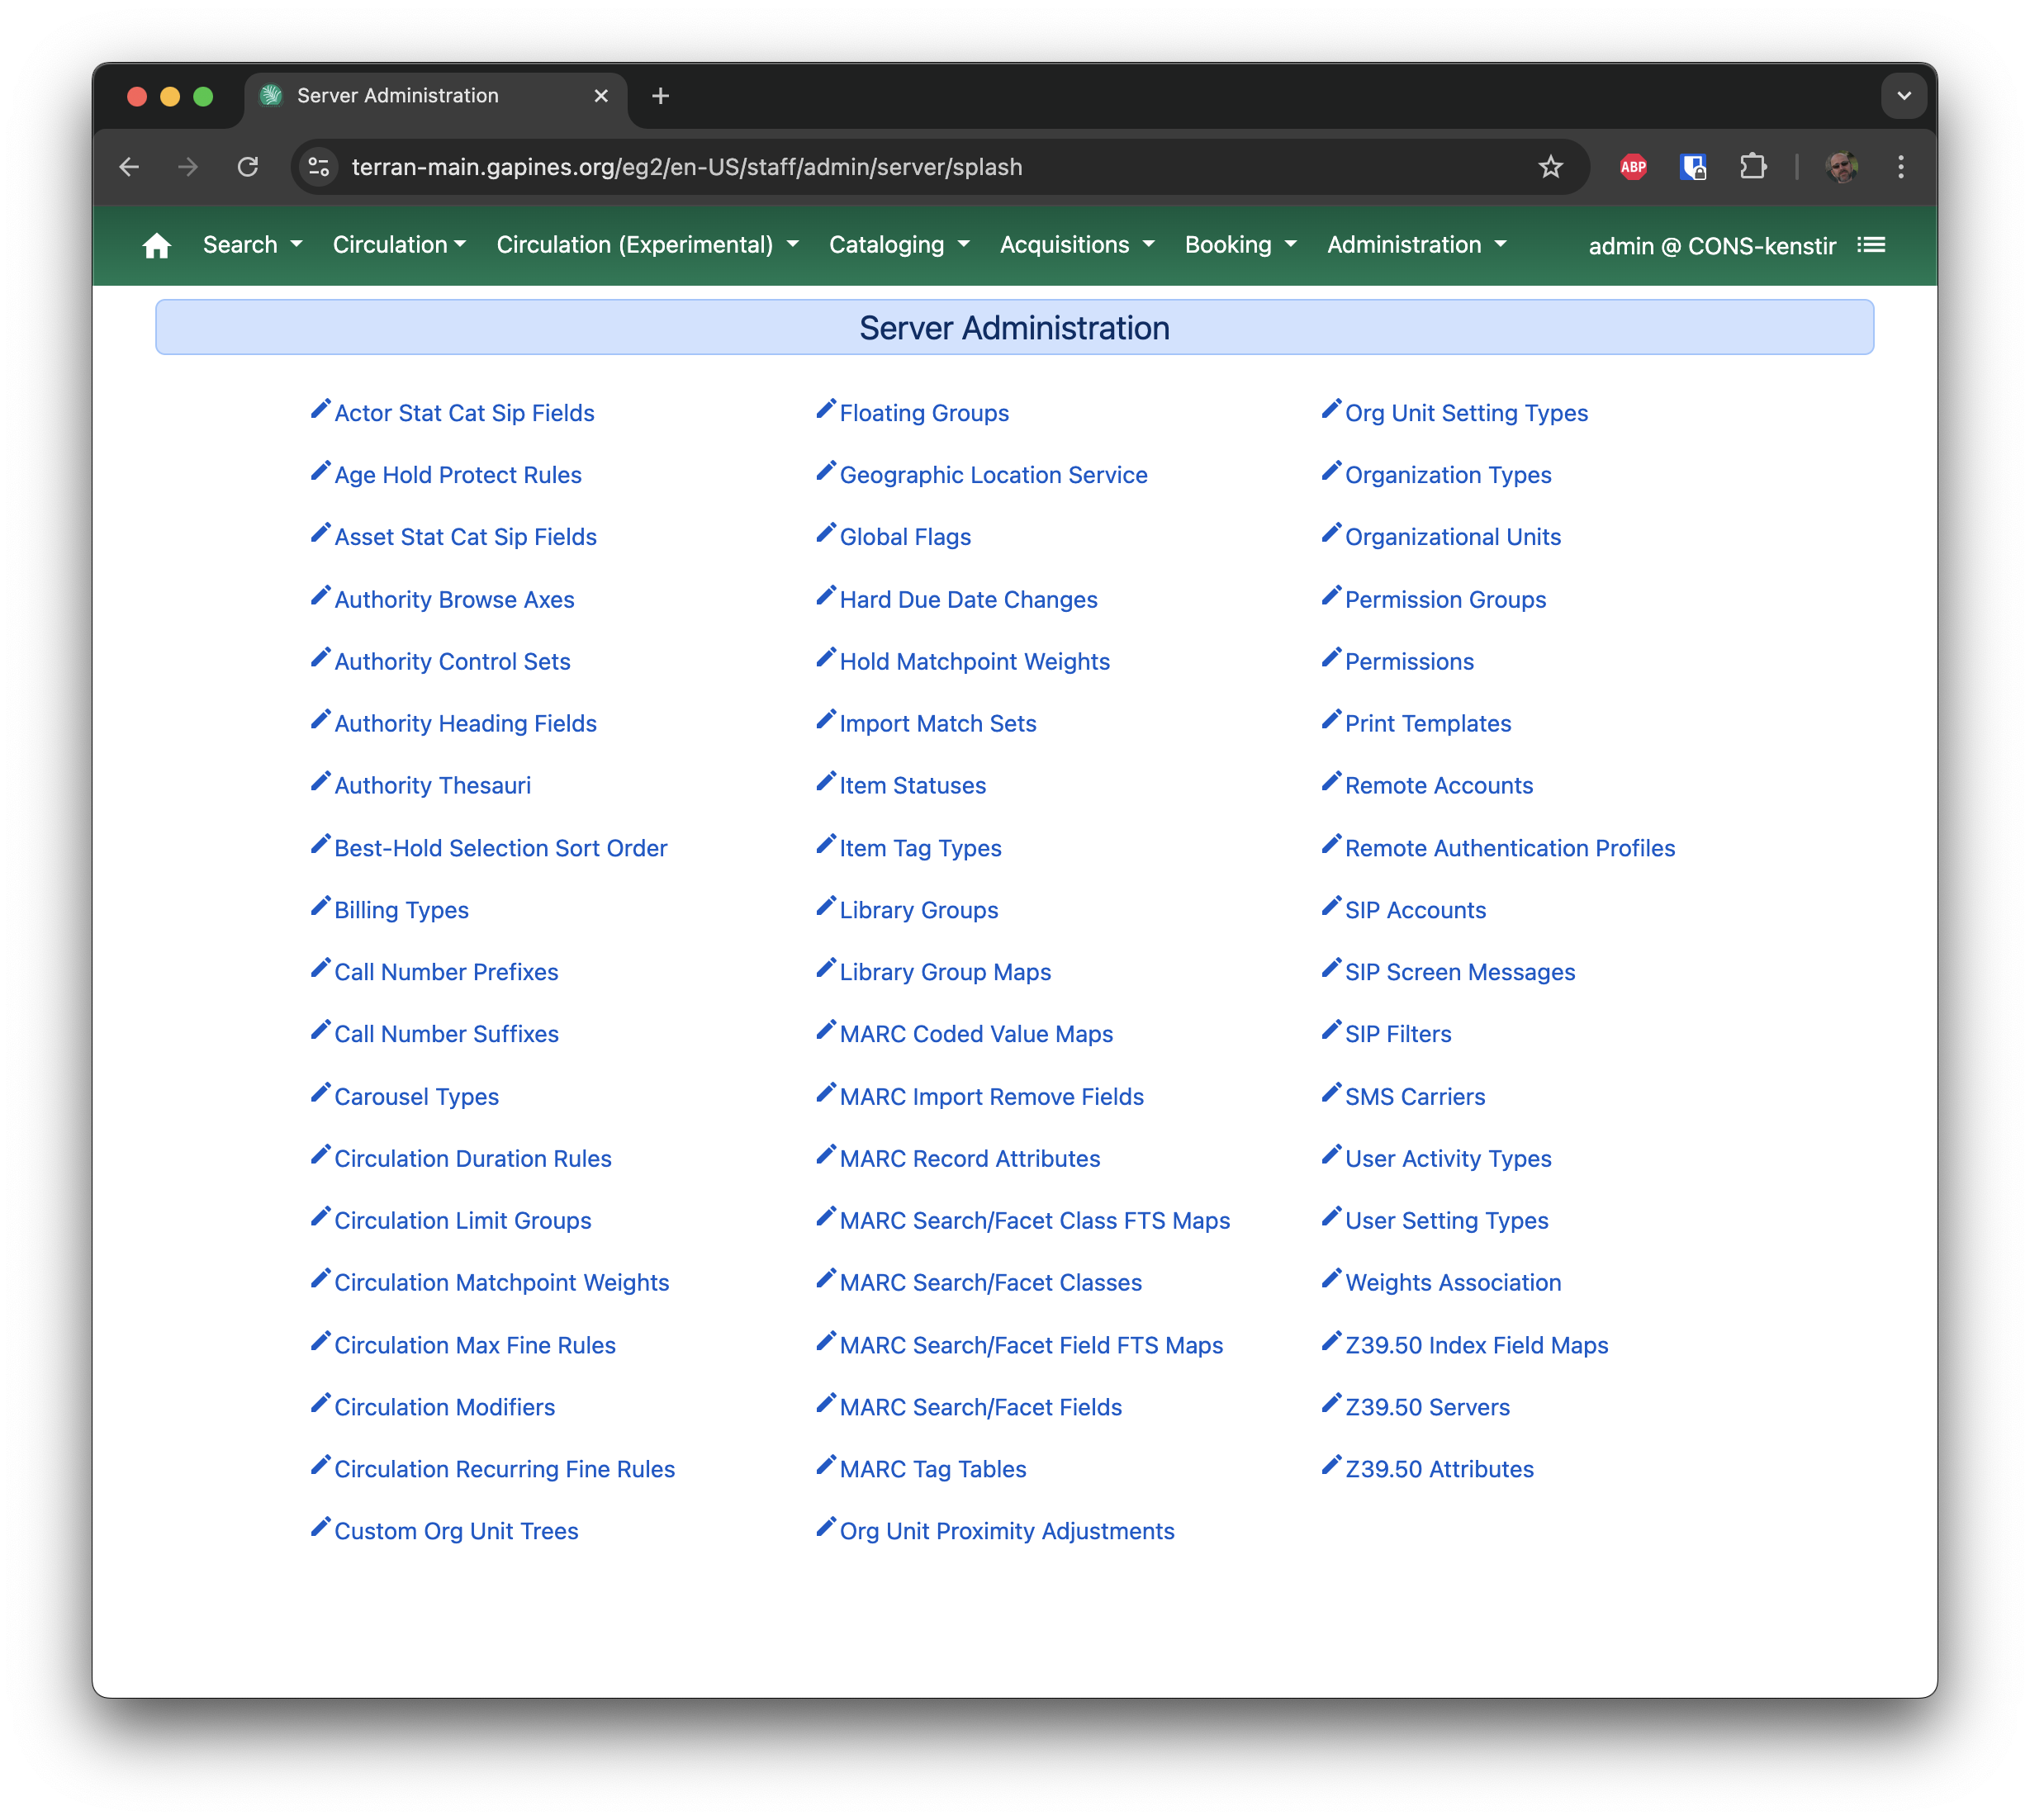 Server Administration
terran-main.gapines.org/eg2/en-US/staff/admin/server/splash
ABP
Search Circulation Circulation (Experimental) Cataloging Acquisitions Booking Administration admin @ CONS-kenstir
Server Administration
Actor Stat Cat Sip Fields
Age Hold Protect Rules
Asset Stat Cat Sip Fields
Authority Browse Axes
Authority Control Sets
Authority Heading Fields
Authority Thesauri
Best-Hold Selection Sort Order
Billing Types
Call Number Prefixes
Call Number Suffixes
Carousel Types
Circulation Duration Rules
Circulation Limit Groups
Circulation Matchpoint Weights
Circulation Max Fine Rules
Circulation Modifiers
Circulation Recurring Fine Rules
Custom Org Unit Trees
Floating Groups
Geographic Location Service
Global Flags
Hard Due Date Changes
Hold Matchpoint Weights
Import Match Sets
Item Statuses
Item Tag Types
Library Groups
Library Group Maps
MARC Coded Value Maps
MARC Import Remove Fields
MARC Record Attributes
MARC Search/Facet Class FTS Maps
MARC Search/Facet Classes
MARC Search/Facet Field FTS Maps
MARC Search/Facet Fields
MARC Tag Tables
Org Unit Proximity Adjustments
Org Unit Setting Types
Organization Types
Organizational Units
Permission Groups
Permissions
Print Templates
Remote Accounts
Remote Authentication Profiles
SIP Accounts
SIP Screen Messages
SIP Filters
SMS Carriers
User Activity Types
User Setting Types
Weights Association
Z39.50 Index Field Maps
Z39.50 Servers
Z39.50 Attributes